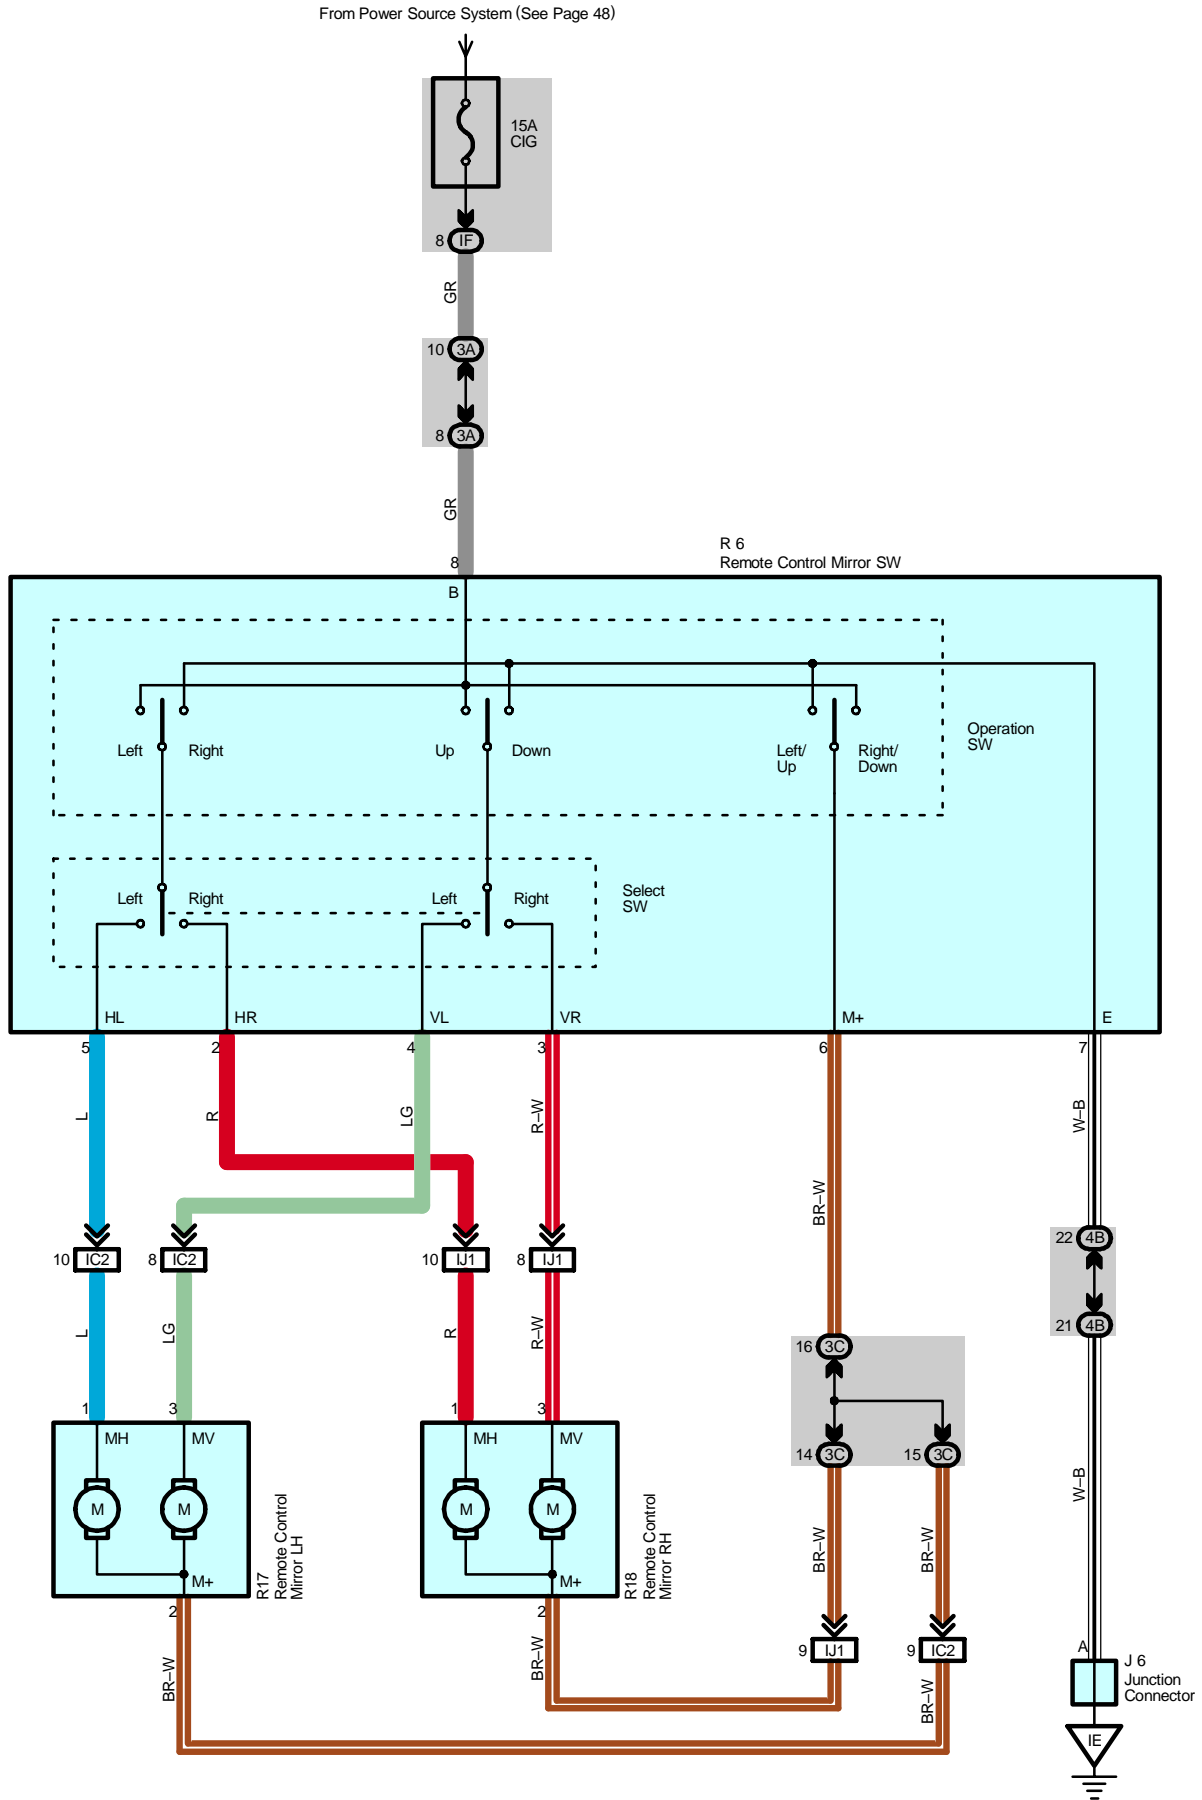 From Power Source System (See Page 48)
15A
CIG
8 IF
GR
10 3A
8 3A
GR
8
R 6
Remote Control Mirror SW
B
Left Right
Up Down
Left/
Up
Right/
Down
Operation
SW
Left Right
Left Right
Select
SW
HL HR VL VR M+ E
5 2 4 3 6 7
L R LG R–W BR–W W–B
10 IC2 8 IC2 10 IJ1 8 IJ1
22 4B
21 4B
L LG R R–W
16 3C
14 3C 15 3C
1 3 1 3
MH MV MH MV
M M M M
M+ M+
R17
Remote Control
Mirror LH
R18
Remote Control
Mirror RH
BR–W BR–W W–B
2 2
BR–W BR–W BR–W
9 IJ1 9 IC2
A
J 6
Junction
Connector
IE